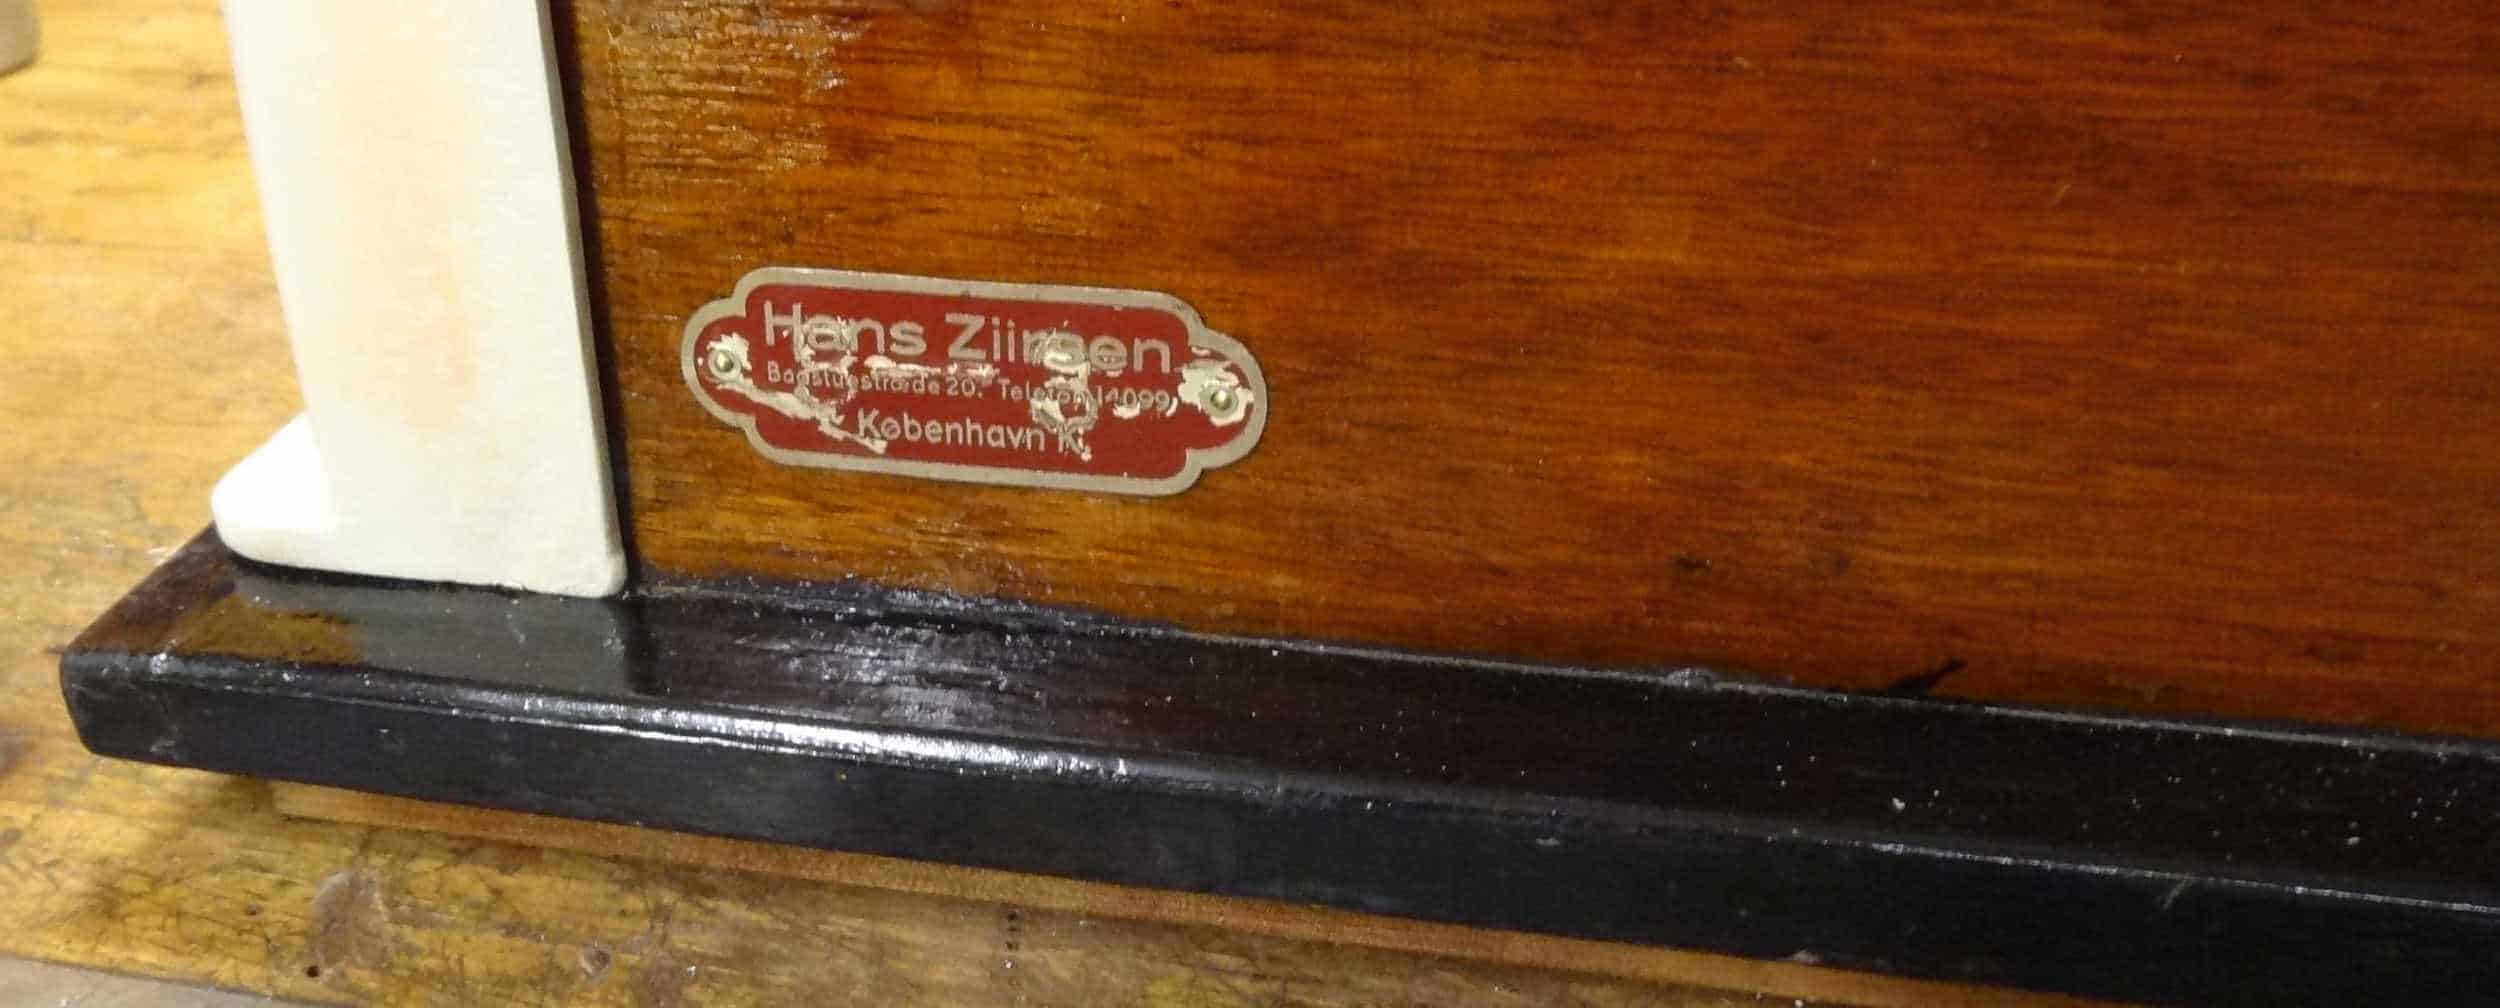 Hans Ziirsen
Badstuestræde 20. Telefon 14099
København K.